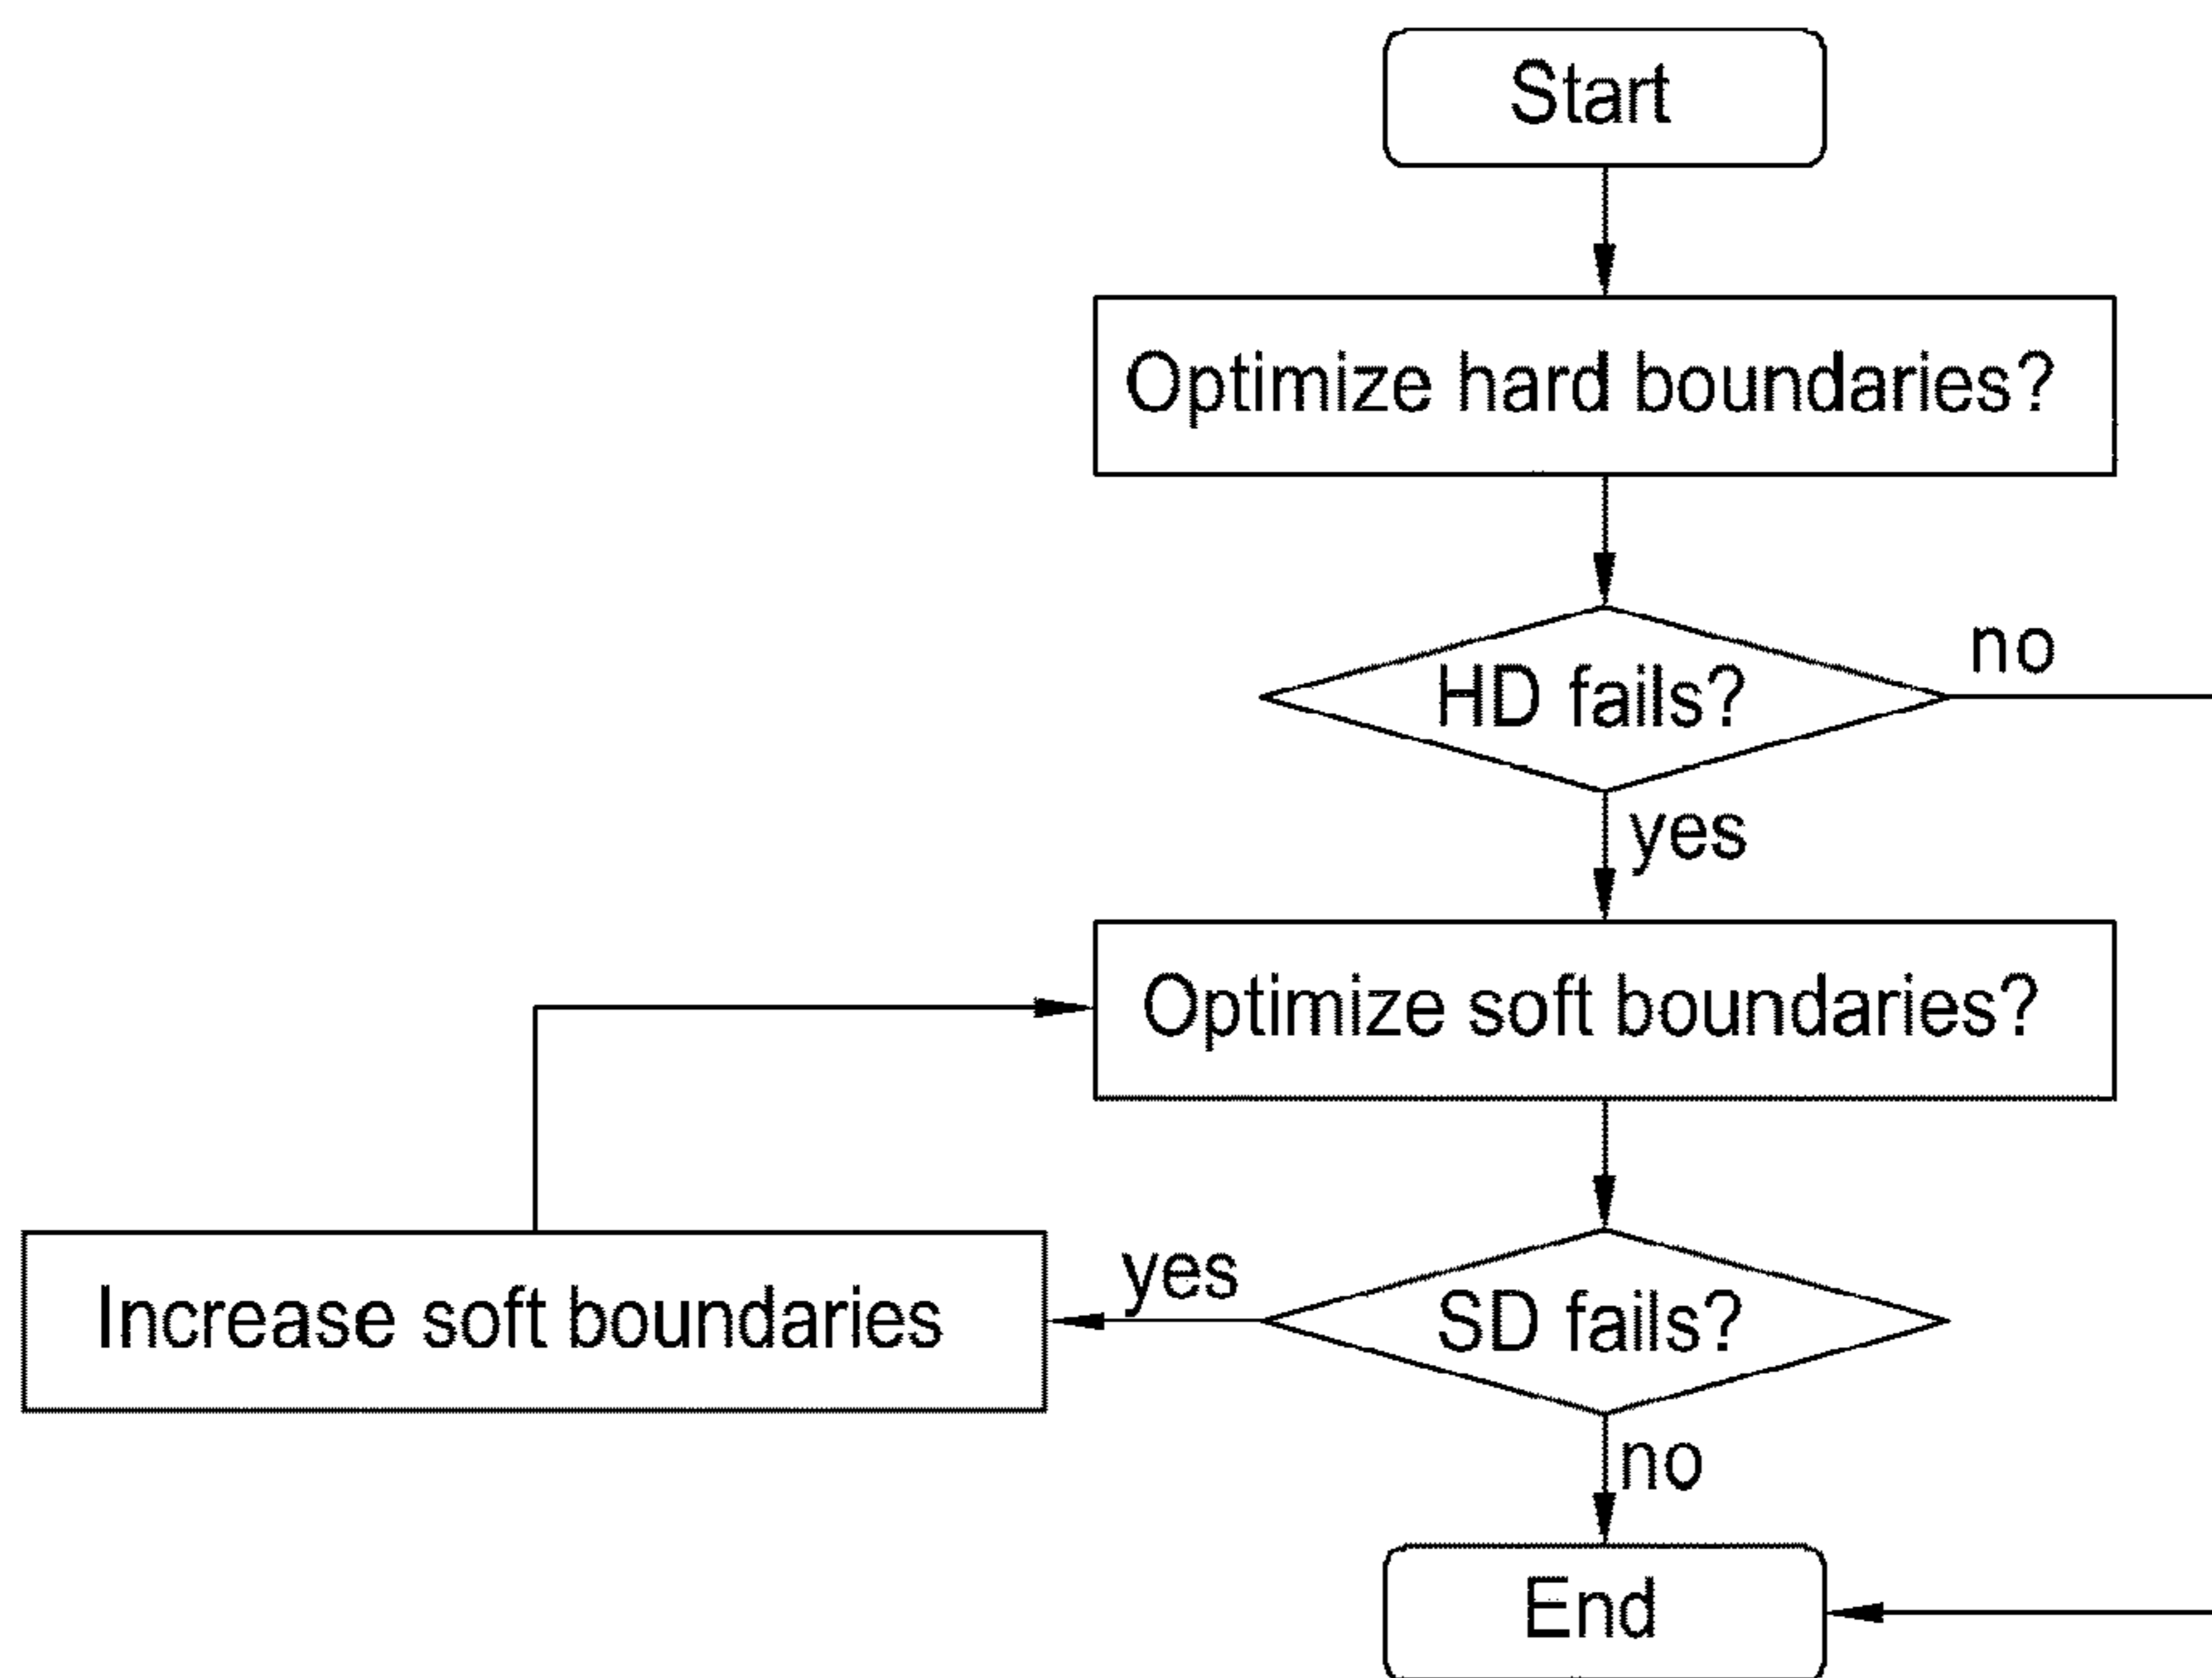 Start
Optimize hard boundaries?
HD fails?
no
yes
Optimize soft boundaries?
Increase soft boundaries
yes
SD fails?
no
End